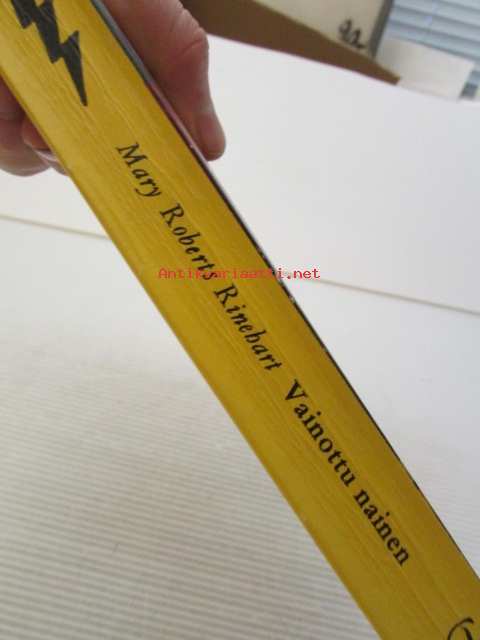 Mary Roberts Rinehart Vainottu nainen
Antikvariaatti.net